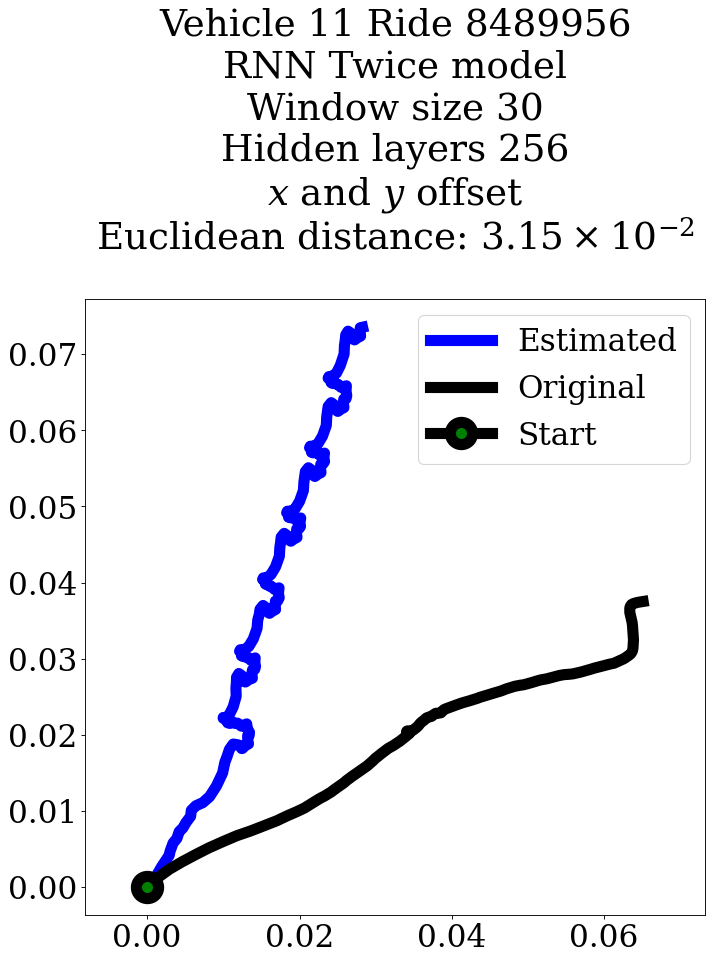 Vehicle 11 Ride 8489956
RNN Twice model
Window size 30
Hidden layers 256
x and y offset
Euclidean distance: 3.15 × 10⁻²
Estimated
Original
Start
0.07
0.06
0.05
0.04
0.03
0.02
0.01
0.00
0.00 0.02 0.04 0.06